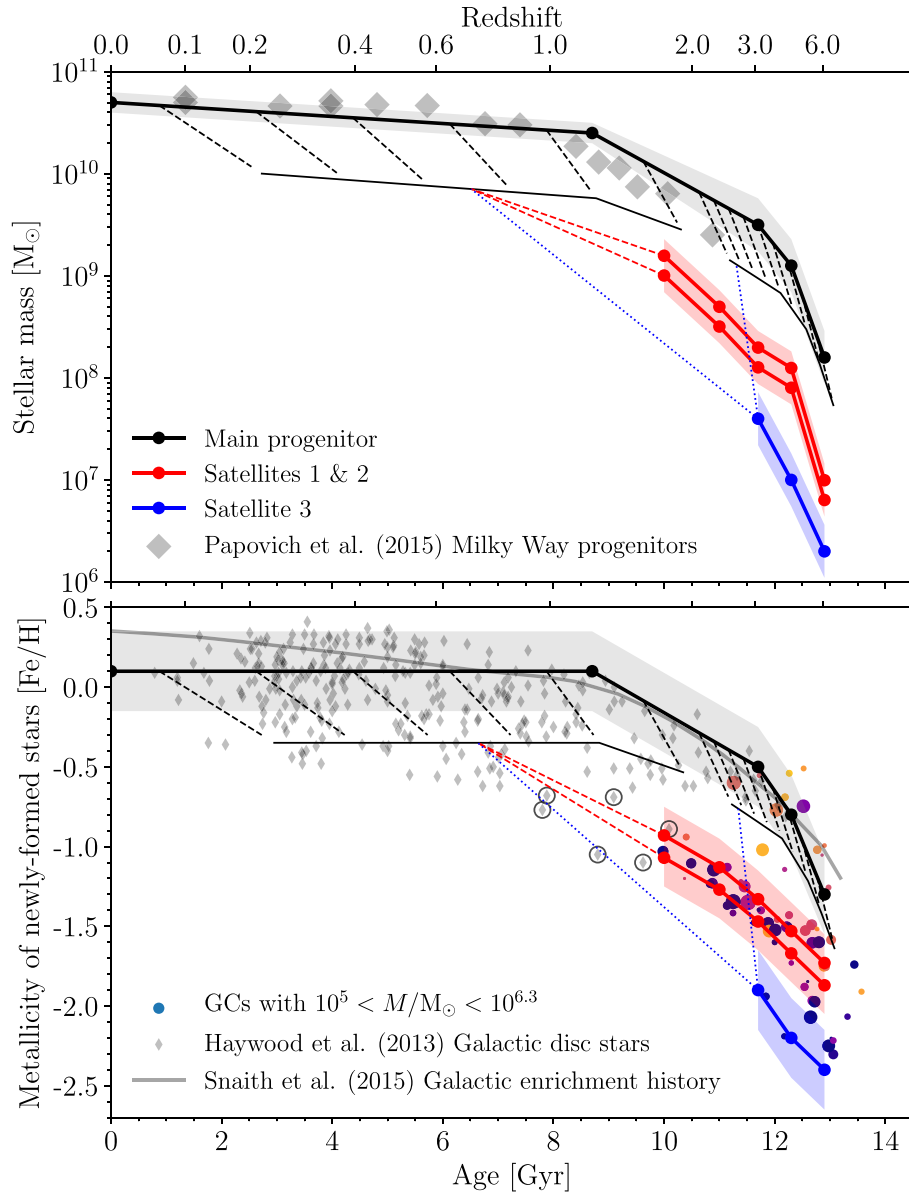 Redshift
0.0 0.1 0.2 0.4 0.6 1.0 2.0 3.0 6.0
10^11
10^10
10^9
10^8
10^7
10^6
Stellar mass [M⊙]
Main progenitor
Satellites 1 & 2
Satellite 3
Papovich et al. (2015) Milky Way progenitors
0.5
0.0
-0.5
-1.0
-1.5
-2.0
-2.5
Metallicity of newly-formed stars [Fe/H]
GCs with 10^5 < M/M⊙ < 10^6.3
Haywood et al. (2013) Galactic disc stars
Snaith et al. (2015) Galactic enrichment history
0 2 4 6 8 10 12 14
Age [Gyr]